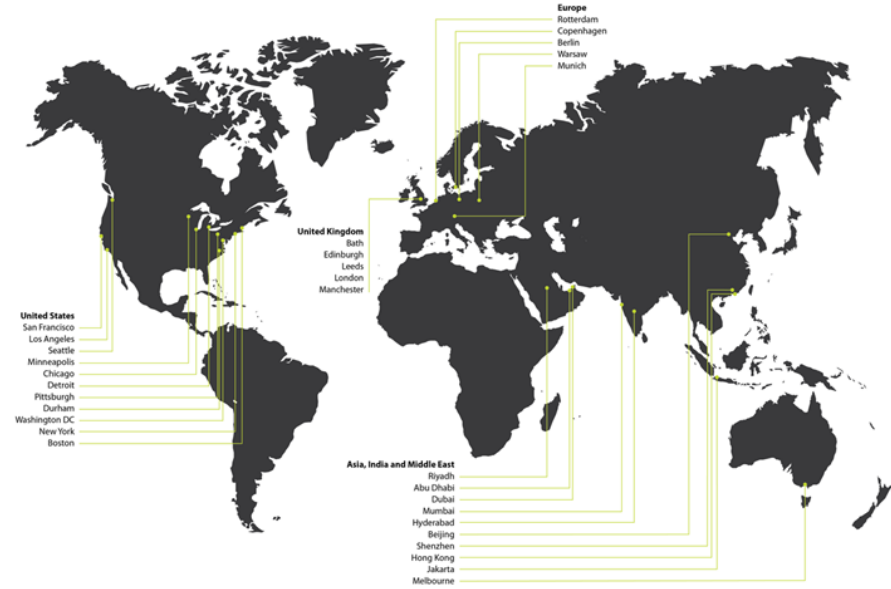 Europe
Rotterdam
Copenhagen
Berlin
Warsaw
Munich
United Kingdom
Bath
Edinburgh
Leeds
London
Manchester
United States
San Francisco
Los Angeles
Seattle
Minneapolis
Chicago
Detroit
Pittsburgh
Durham
Washington DC
New York
Boston
Asia, India and Middle East
Riyadh
Abu Dhabi
Dubai
Mumbai
Hyderabad
Beijing
Shenzhen
Hong Kong
Jakarta
Melbourne